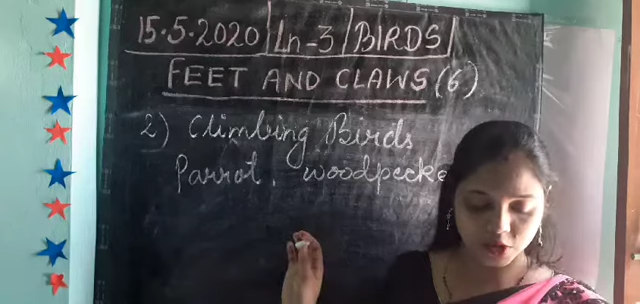 15.5.2020 | Ln-3 | BIRDS |
FEET AND CLAWS (6)
2) Climbing Birds
Parrot. woodpecke